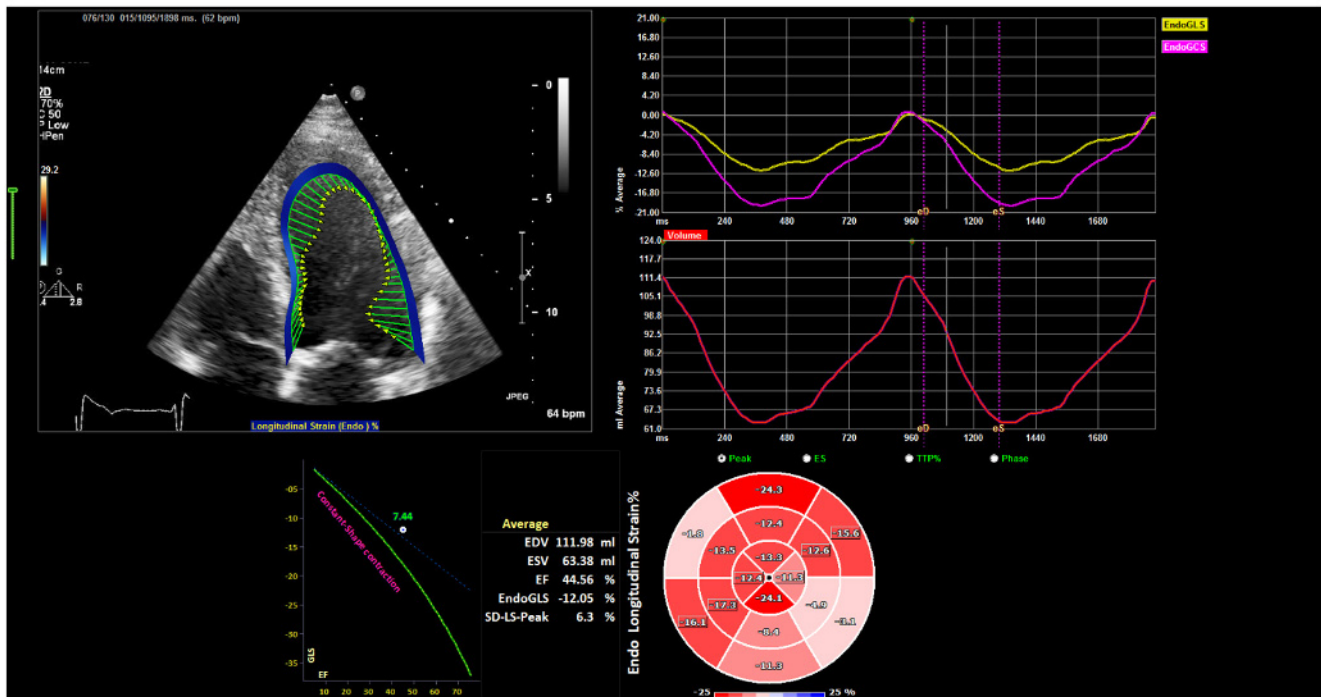 076/130 015/1095/1898 ms. (62 bpm)
14cm
2D
70%
C 50
P Low
HPen
29.2
G
P R
.4 2.8
0
5
X
10
JPEG
64 bpm
Longitudinal Strain (Endo ) %
21.00
16.80
12.60
8.40
4.20
0.00
-4.20
-8.40
-12.60
-16.80
-21.00
% Average
ms 240 480 720 960 1200 1440 1680
eD eS
EndoGLS
EndoGCS
Volume
124.0
117.7
111.4
105.1
98.8
92.5
86.2
79.9
73.6
67.3
61.0
ml Average
ms 240 480 720 960 1200 1440 1680
eD eS
Peak ES TTP% Phase
-05
-10
-15
-20
-25
-30
-35
GLS
EF
10 20 30 40 50 60 70
Constant-Shape contraction
7.44
Average
EDV 111.98 ml
ESV 63.38 ml
EF 44.56 %
EndoGLS -12.05 %
SD-LS-Peak 6.3 %
Endo Longitudinal Strain%
-24.3
-12.4
-15.6
-13.5 -12.6
-13.3
-12.4 -11.3
-24.1
-4.9
-16.1 -3.1
-8.4
-11.3
-25 25 %